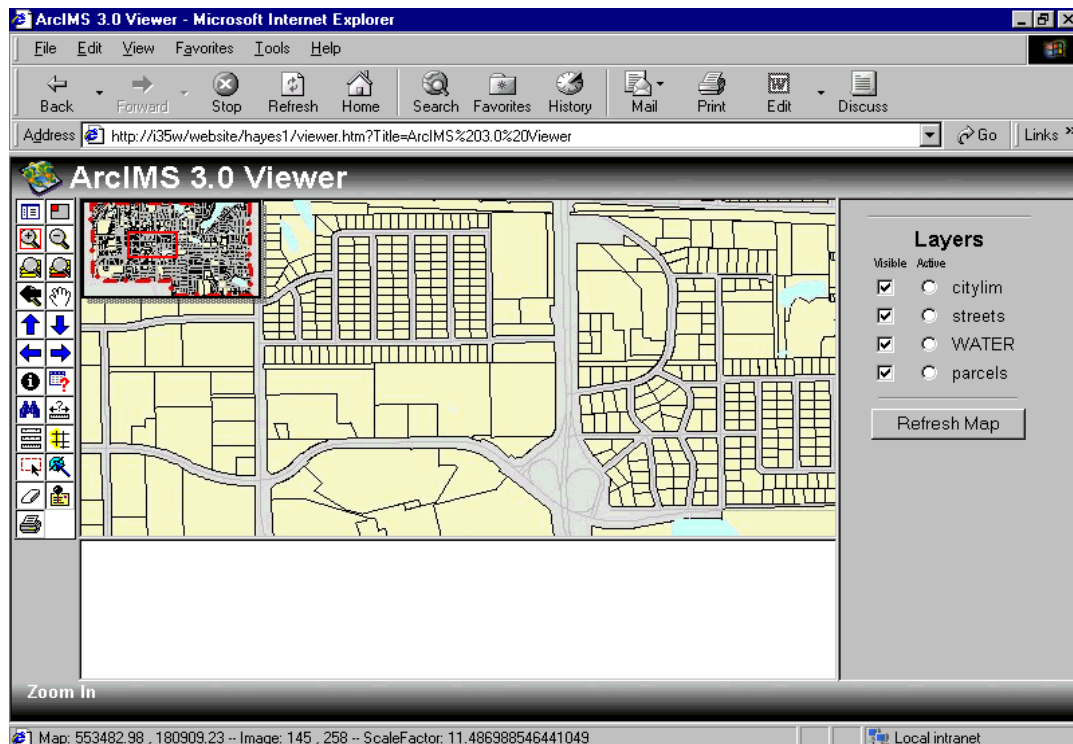 ArcIMS 3.0 Viewer - Microsoft Internet Explorer
File Edit View Favorites Tools Help
Back Forward Stop Refresh Home Search Favorites History Mail Print Edit Discuss
Address http://i35w/website/hayes1/viewer.htm?Title=ArcIMS%203.0%20Viewer Go Links »
ArcIMS 3.0 Viewer
Layers
Visible Active
citylim
streets
WATER
parcels
Refresh Map
Zoom In
Map: 553482.98 , 180909.23 -- Image: 145 , 258 -- ScaleFactor: 11.486988546441049 Local intranet